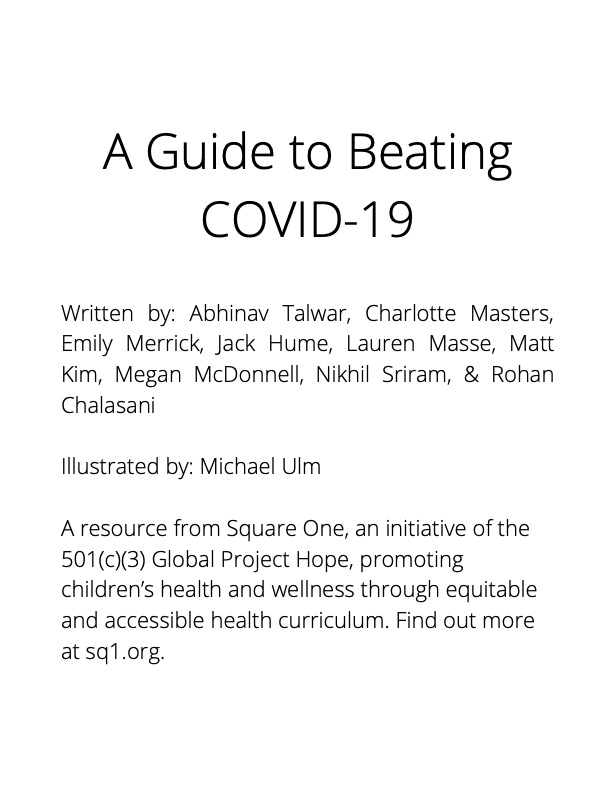 A Guide to Beating
COVID-19
Written by: Abhinav Talwar, Charlotte Masters,
Emily Merrick, Jack Hume, Lauren Masse, Matt
Kim, Megan McDonnell, Nikhil Sriram, & Rohan
Chalasani
Illustrated by: Michael Ulm
A resource from Square One, an initiative of the
501(c)(3) Global Project Hope, promoting
children’s health and wellness through equitable
and accessible health curriculum. Find out more
at sq1.org.